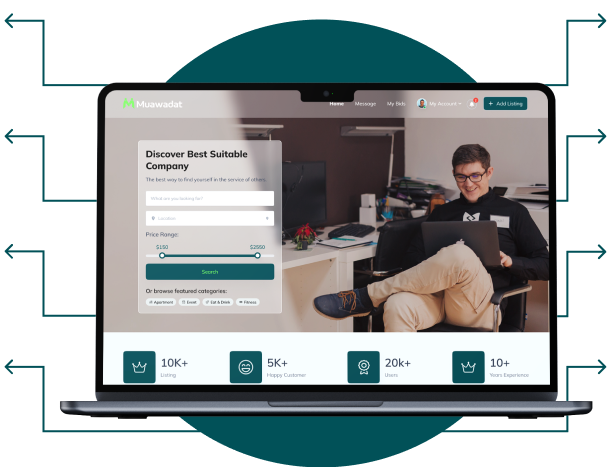 Muawadat
Home Message My Bids My Account + Add Listing
Discover Best Suitable
Company
The best way to find yourself in the service of others.
What are you looking for?
Location
Price Range:
$150 $2550
Search
Or browse featured categories:
Apartment Event Eat & Drink Fitness
10K+ 5K+ 20k+ 10+
Listing Happy Customer Users Years Experience